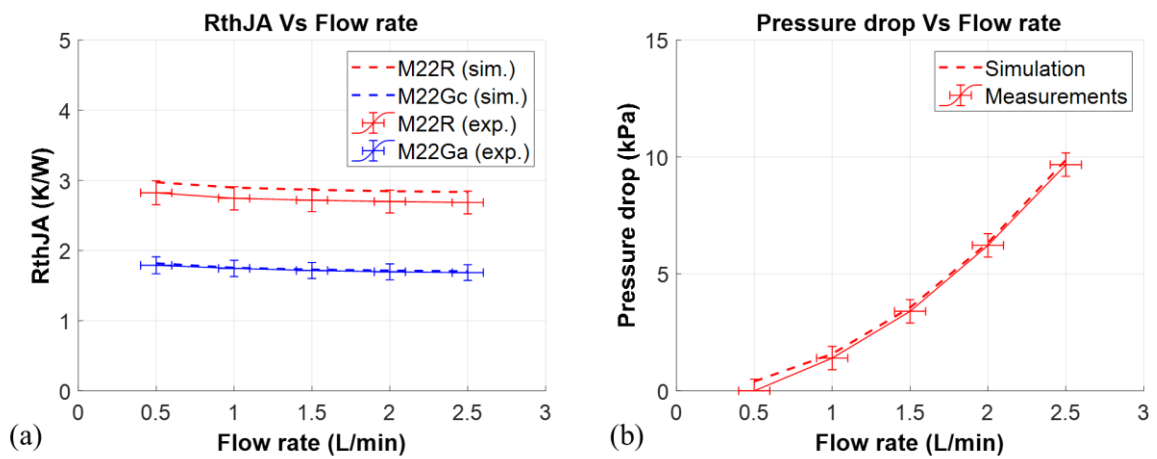 RthJA Vs Flow rate
5
4
3
2
1
0
RthJA (K/W)
M22R (sim.)
M22Gc (sim.)
M22R (exp.)
M22Ga (exp.)
0 0.5 1 1.5 2 2.5 3
Flow rate (L/min)
(a)
Pressure drop Vs Flow rate
15
10
5
0
Pressure drop (kPa)
Simulation
Measurements
0 0.5 1 1.5 2 2.5 3
Flow rate (L/min)
(b)